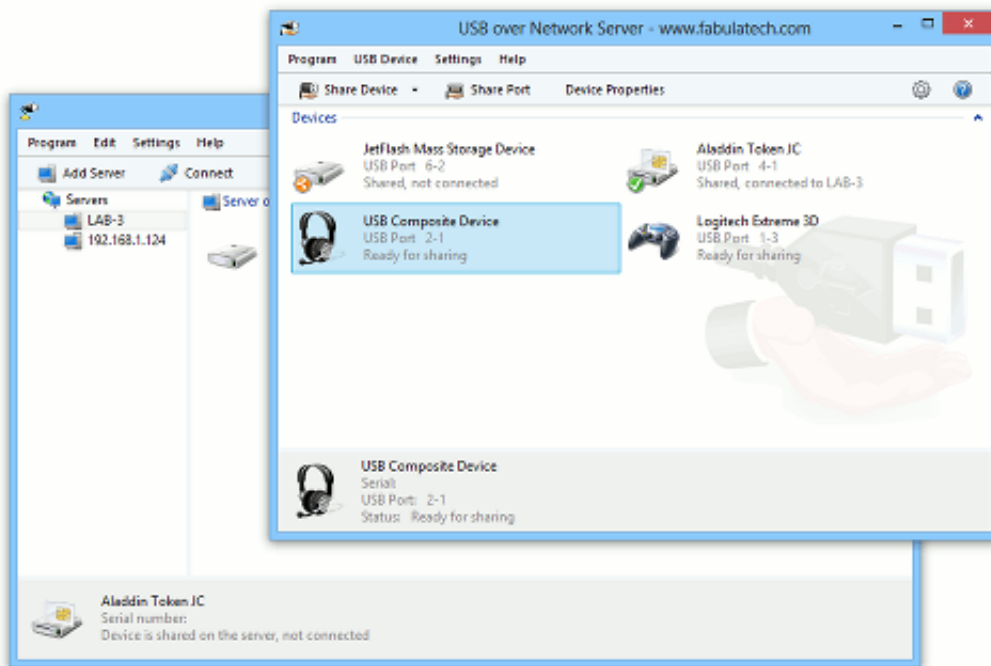 USB over Network Server - www.fabulatech.com
Program USB Device Settings Help
Share Device Share Port Device Properties
Devices
JetFlash Mass Storage Device
USB Port 6-2
Shared, not connected
Aladdin Token JC
USB Port 4-1
Shared, connected to LAB-3
USB Composite Device
USB Port 2-1
Ready for sharing
Logitech Extreme 3D
USB Port 1-3
Ready for sharing
USB Composite Device
Serial:
USB Port: 2-1
Status: Ready for sharing
Program Edit Settings Help
Add Server Connect
Servers
LAB-3
192.168.1.124
Server o
Aladdin Token JC
Serial number:
Device is shared on the server, not connected